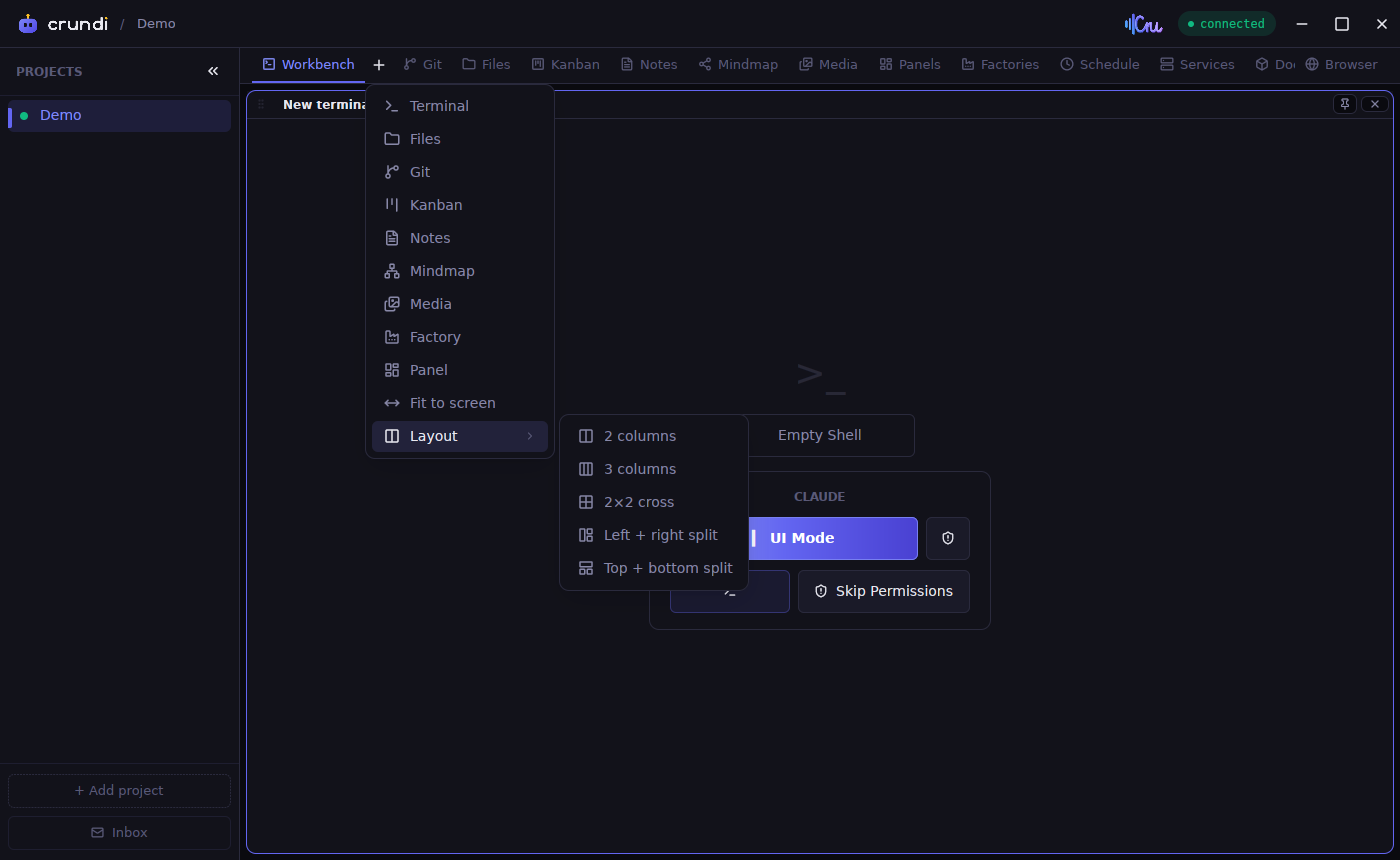 crundi / Demo
Cru
connected
PROJECTS
Workbench
Git
Files
Kanban
Notes
Mindmap
Media
Panels
Factories
Schedule
Services
Browser
Demo
Terminal
Files
Git
Kanban
Notes
Mindmap
Media
Factory
Panel
Fit to screen
Layout
2 columns
3 columns
2×2 cross
Left + right split
Top + bottom split
New
>_
Empty Shell
CLAUDE
UI Mode
Skip Permissions
+ Add project
Inbox